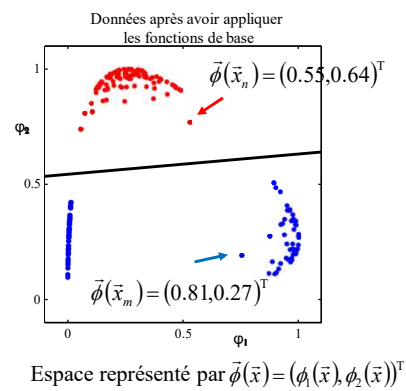 Données après avoir appliquer
les fonctions de base
1
φ⃗(x⃗ₙ) = (0.55,0.64)ᵀ
φ₂
0.5
φ⃗(x⃗ₘ) = (0.81,0.27)ᵀ
0
0 0.5 1
φ₁
Espace représenté par φ⃗(x⃗) = (φ₁(x⃗), φ₂(x⃗))ᵀ